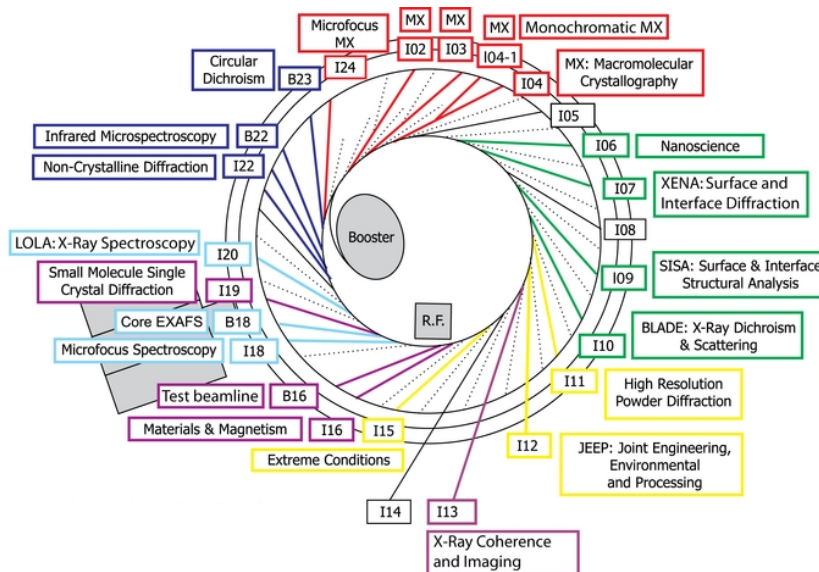 Microfocus
MX
I24
MX
I02
MX
I03
MX
I04-1
Monochromatic MX
I04
MX: Macromolecular
Crystallography
I05
I06
Nanoscience
I07
XENA: Surface and
Interface Diffraction
I08
I09
SISA: Surface & Interface
Structural Analysis
I10
BLADE: X-Ray Dichroism
& Scattering
I11
High Resolution
Powder Diffraction
I12
JEEP: Joint Engineering,
Environmental
and Processing
I13
X-Ray Coherence
and Imaging
I14
I15
Extreme Conditions
Materials & Magnetism
I16
Test beamline
B16
Microfocus Spectroscopy
I18
Core EXAFS
B18
Small Molecule Single
Crystal Diffraction
I19
LOLA: X-Ray Spectroscopy
I20
Non-Crystalline Diffraction
I22
Infrared Microspectroscopy
B22
Circular
Dichroism
B23
Booster
R.F.